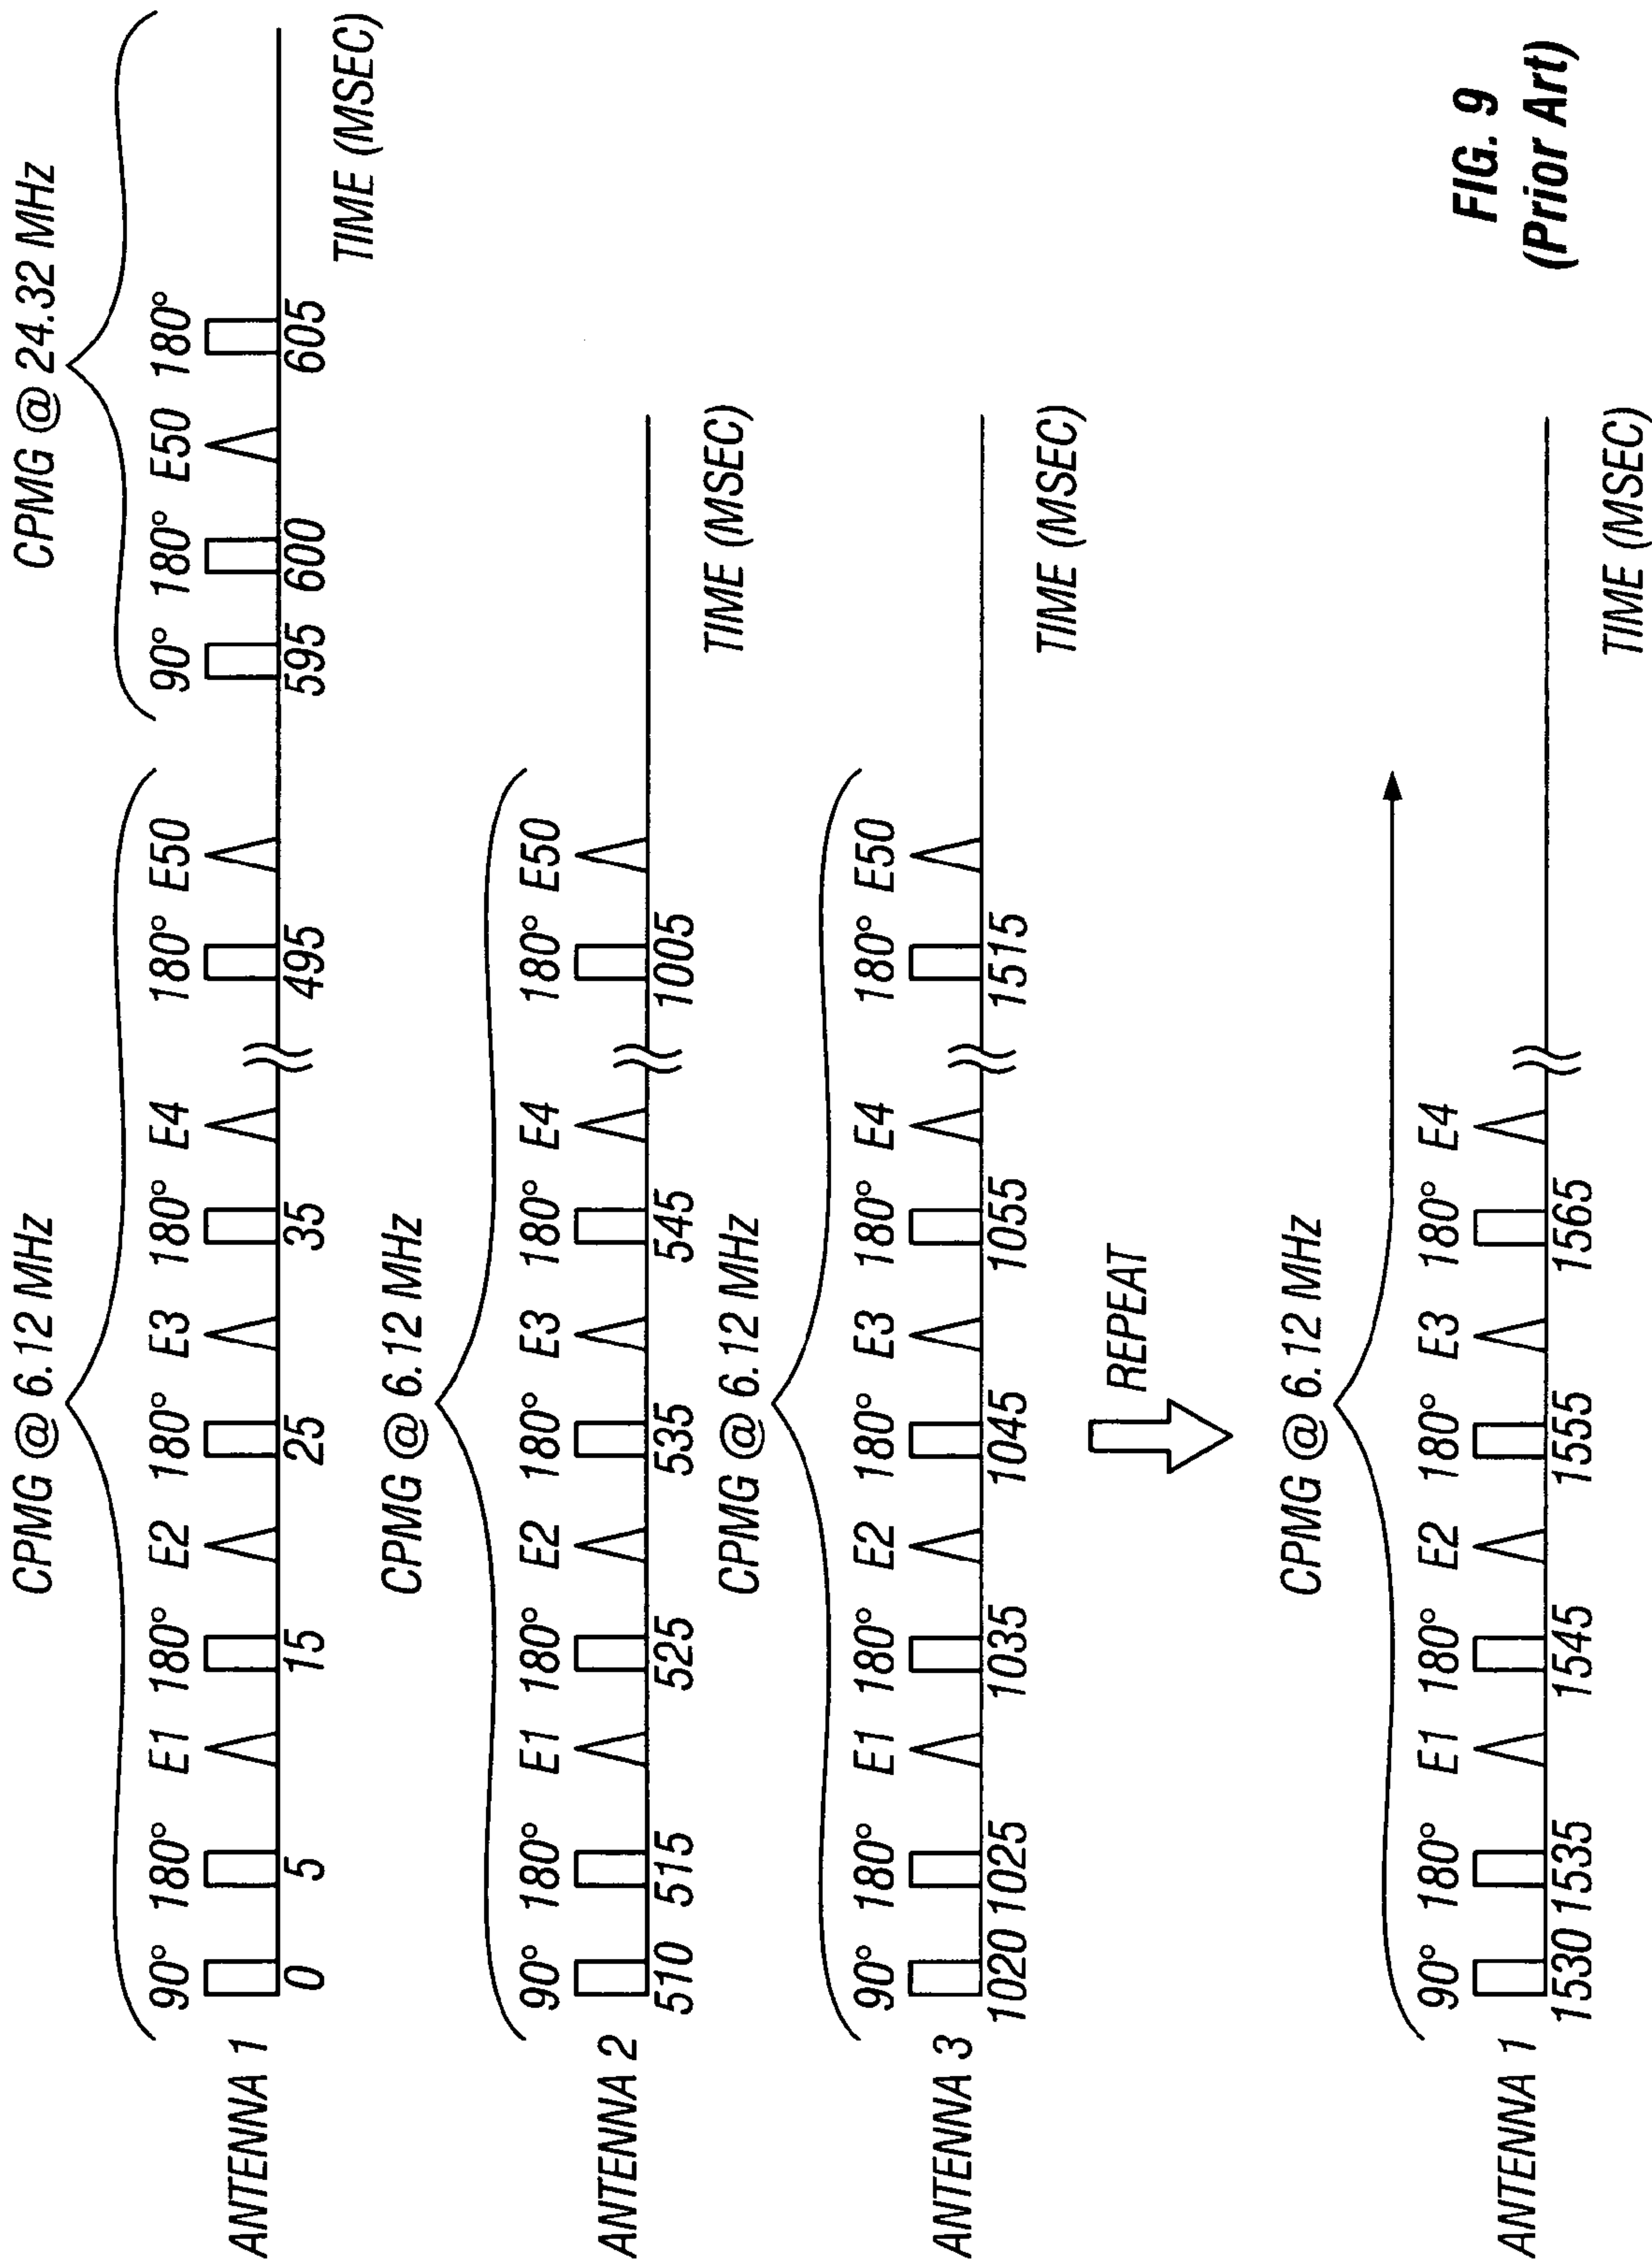 CPMG @ 6.12 MHz
CPMG @ 24.32 MHz
90° 180° E1 180° E2 180° E3 180° E4 180° E50 90° 180° E50 180°
ANTENNA 1
0 5 15 25 35 495 595 600 605
TIME (MSEC)
CPMG @ 6.12 MHz
90° 180° E1 180° E2 180° E3 180° E4 180° E50
ANTENNA 2
510 515 525 535 545 1005
TIME (MSEC)
CPMG @ 6.12 MHz
90° 180° E1 180° E2 180° E3 180° E4 180° E50
ANTENNA 3
1020 1025 1035 1045 1055 1515
TIME (MSEC)
REPEAT
CPMG @ 6.12 MHz
90° 180° E1 180° E2 180° E3 180° E4
ANTENNA 1
1530 1535 1545 1555 1565
TIME (MSEC)
FIG. 9
(Prior Art)